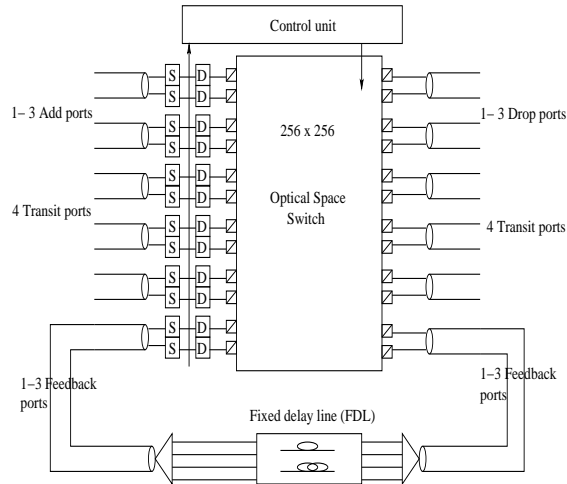 Control unit
S D
S D
1– 3 Add ports
1– 3 Drop ports
S D
S D
256 x 256
S D
S D
Optical Space
Switch
4 Transit ports
4 Transit ports
S D
S D
S D
S D
S D
S D
1–3 Feedback
ports
1–3 Feedback
ports
Fixed delay line (FDL)